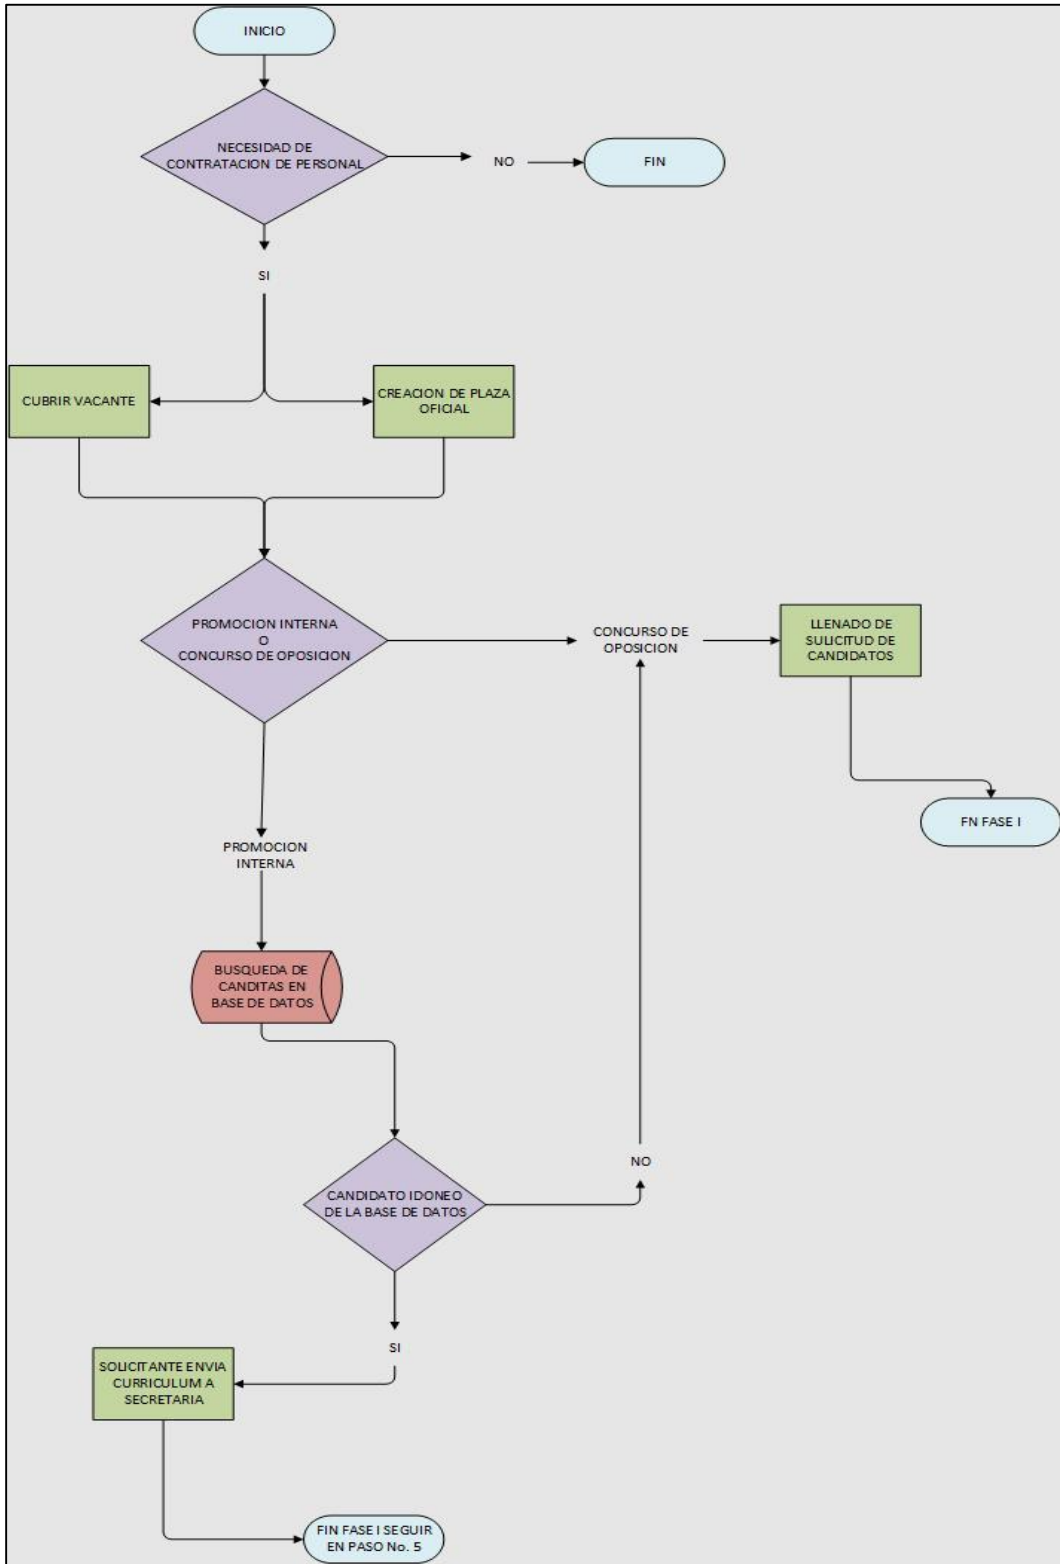 INICIO
NECESIDAD DE
CONTRATACION DE PERSONAL
NO
FIN
SI
CUBRIR VACANTE
CREACION DE PLAZA
OFICIAL
PROMOCION INTERNA
O
CONCURSO DE OPOSICION
CONCURSO DE
OPOSICION
LLENADO DE
SULICITUD DE
CANDIDATOS
FN FASE I
PROMOCION
INTERNA
BUSQUEDA DE
CANDITAS EN
BASE DE DATOS
CANDIDATO IDONEO
DE LA BASE DE DATOS
NO
SI
SOLICITANTE ENVIA
CURRICULUM A
SECRETARIA
FIN FASE I SEGUIR
EN PASO No. 5